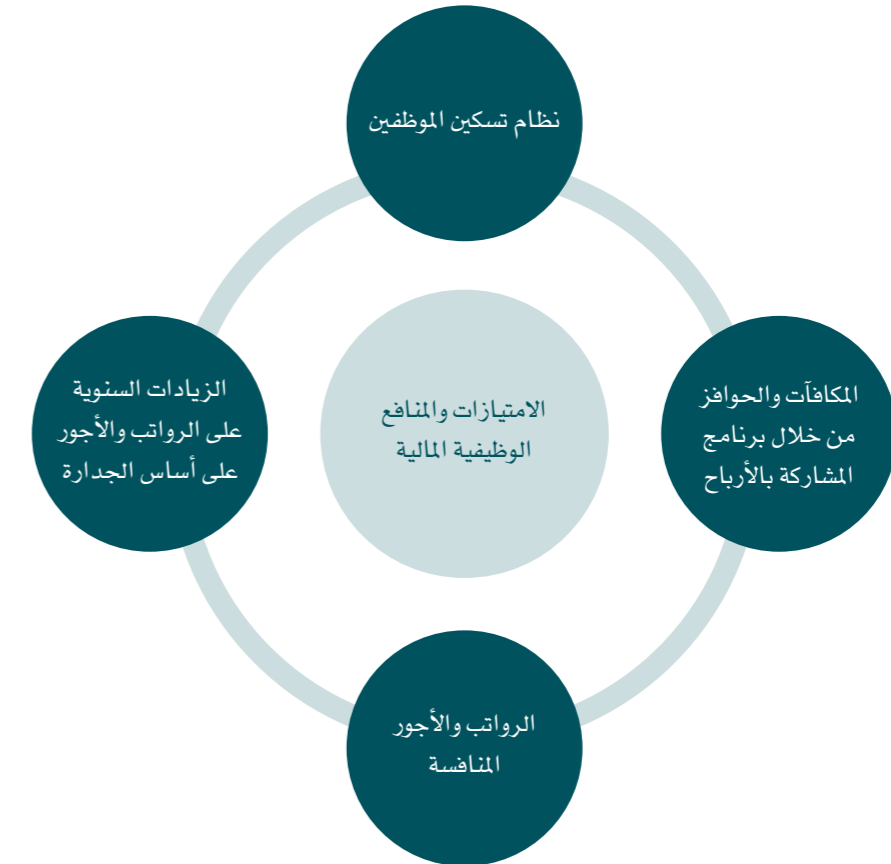 نظام تسكين الموظفين
المكافآت والحوافز
من خلال برنامج
المشاركة بالأرباح
الامتيازات والمنافع
الوظيفية المالية
الزيادات السنوية
على الرواتب والأجور
على أساس الجدارة
الرواتب والأجور
المنافسة